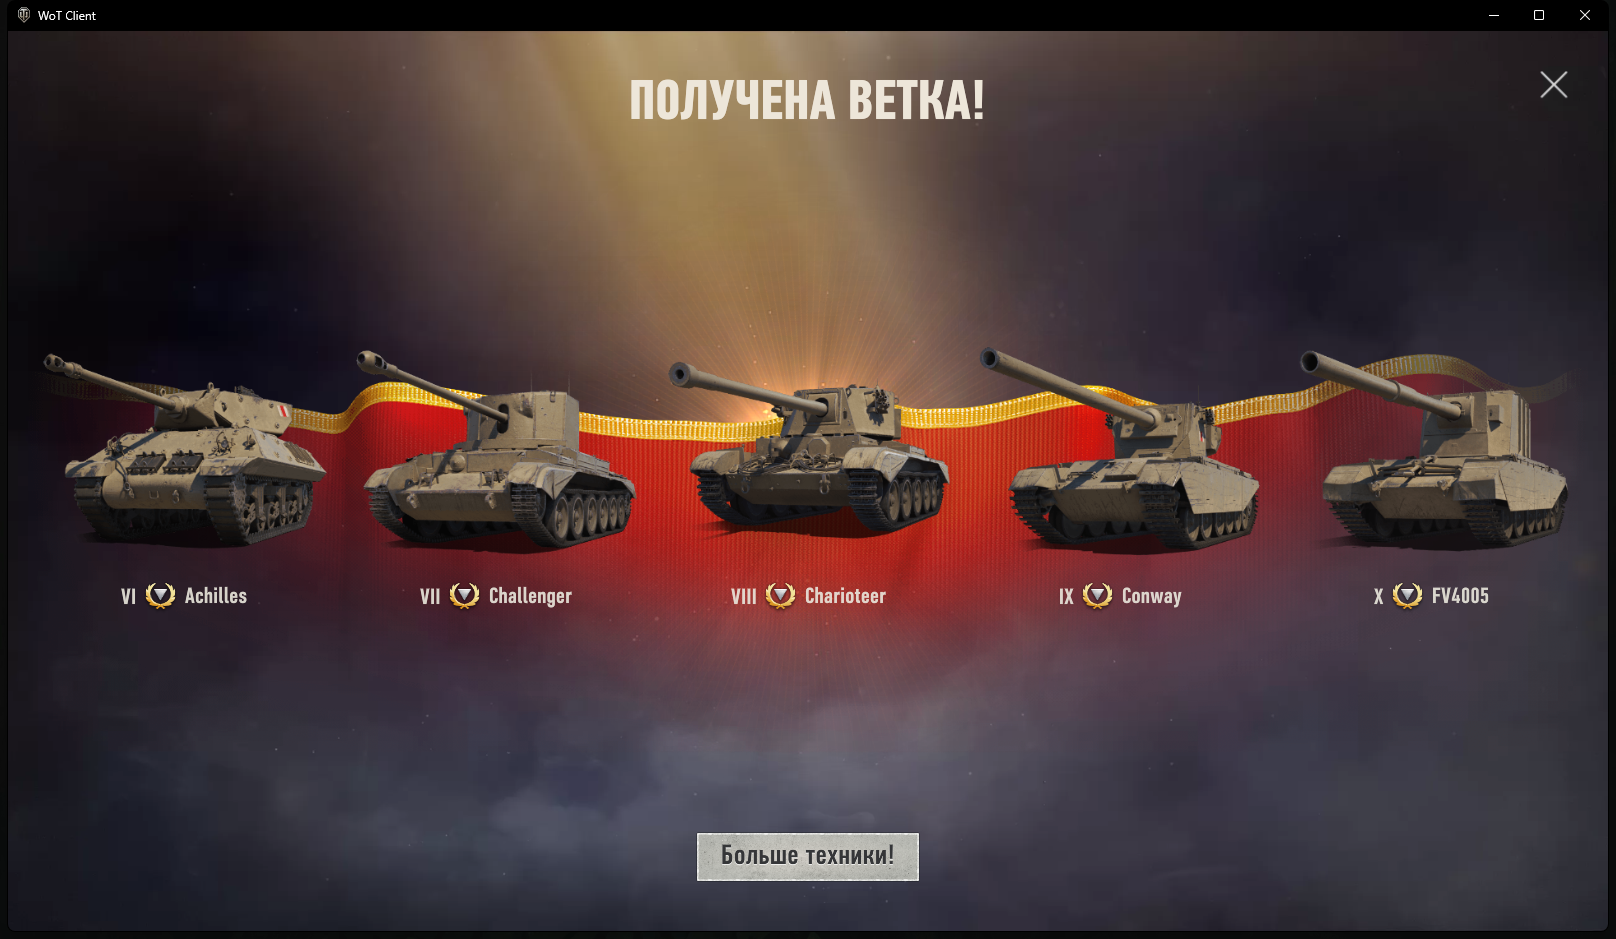 WoT Client
ПОЛУЧЕНА ВЕТКА!
VI Achilles
VII Challenger
VIII Charioteer
IX Conway
X FV4005
Больше техники!